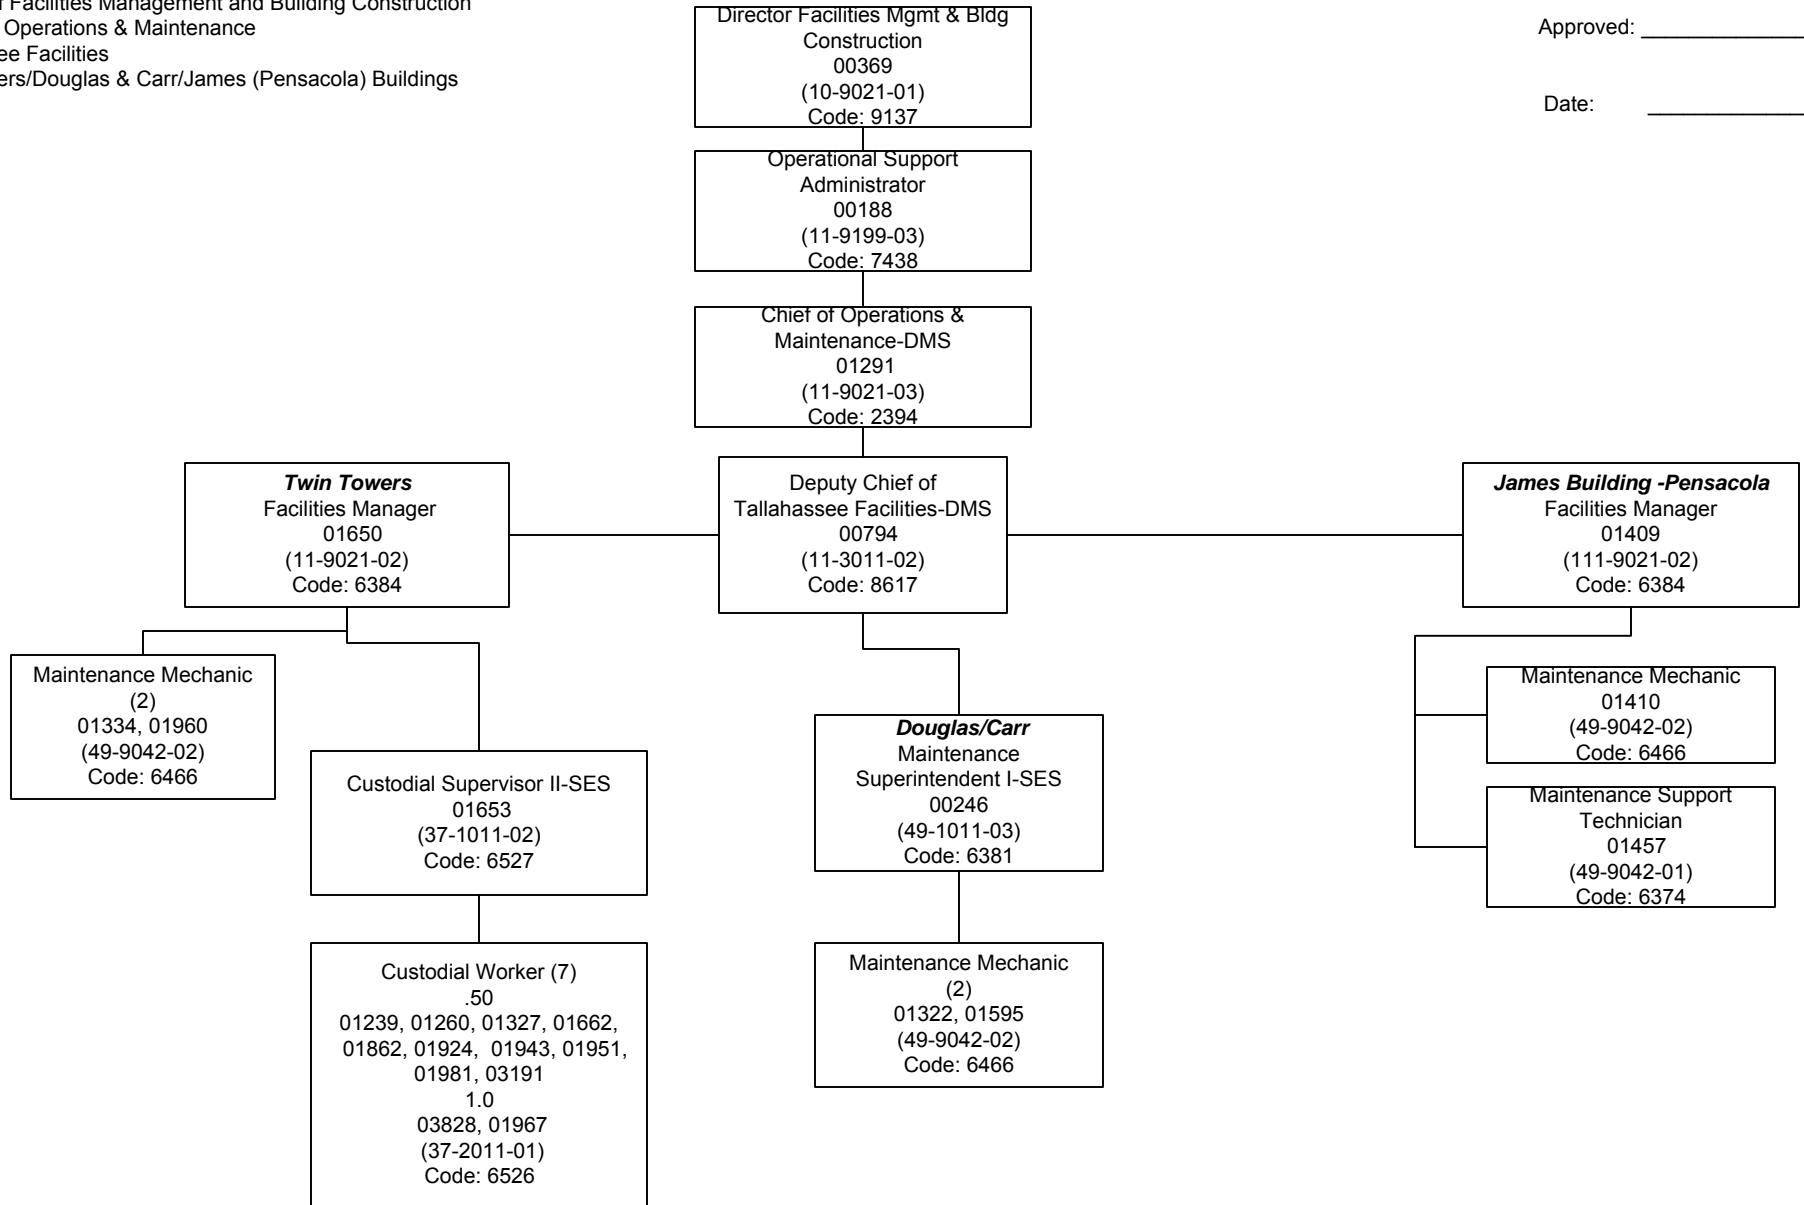 Facilities Management and Building Construction
Operations & Maintenance
Facilities
Douglas & Carr/James (Pensacola) Buildings
Approved: ______________
Date: ______________
Director Facilities Mgmt & Bldg
Construction
00369
(10-9021-01)
Code: 9137
Operational Support
Administrator
00188
(11-9199-03)
Code: 7438
Chief of Operations &
Maintenance-DMS
01291
(11-9021-03)
Code: 2394
Twin Towers
Facilities Manager
01650
(11-9021-02)
Code: 6384
Deputy Chief of
Tallahassee Facilities-DMS
00794
(11-3011-02)
Code: 8617
James Building -Pensacola
Facilities Manager
01409
(111-9021-02)
Code: 6384
Maintenance Mechanic
(2)
01334, 01960
(49-9042-02)
Code: 6466
Custodial Supervisor II-SES
01653
(37-1011-02)
Code: 6527
Douglas/Carr
Maintenance
Superintendent I-SES
00246
(49-1011-03)
Code: 6381
Maintenance Mechanic
01410
(49-9042-02)
Code: 6466
Maintenance Support
Technician
01457
(49-9042-01)
Code: 6374
Custodial Worker (7)
.50
01239, 01260, 01327, 01662,
01862, 01924, 01943, 01951,
01981, 03191
1.0
03828, 01967
(37-2011-01)
Code: 6526
Maintenance Mechanic
(2)
01322, 01595
(49-9042-02)
Code: 6466